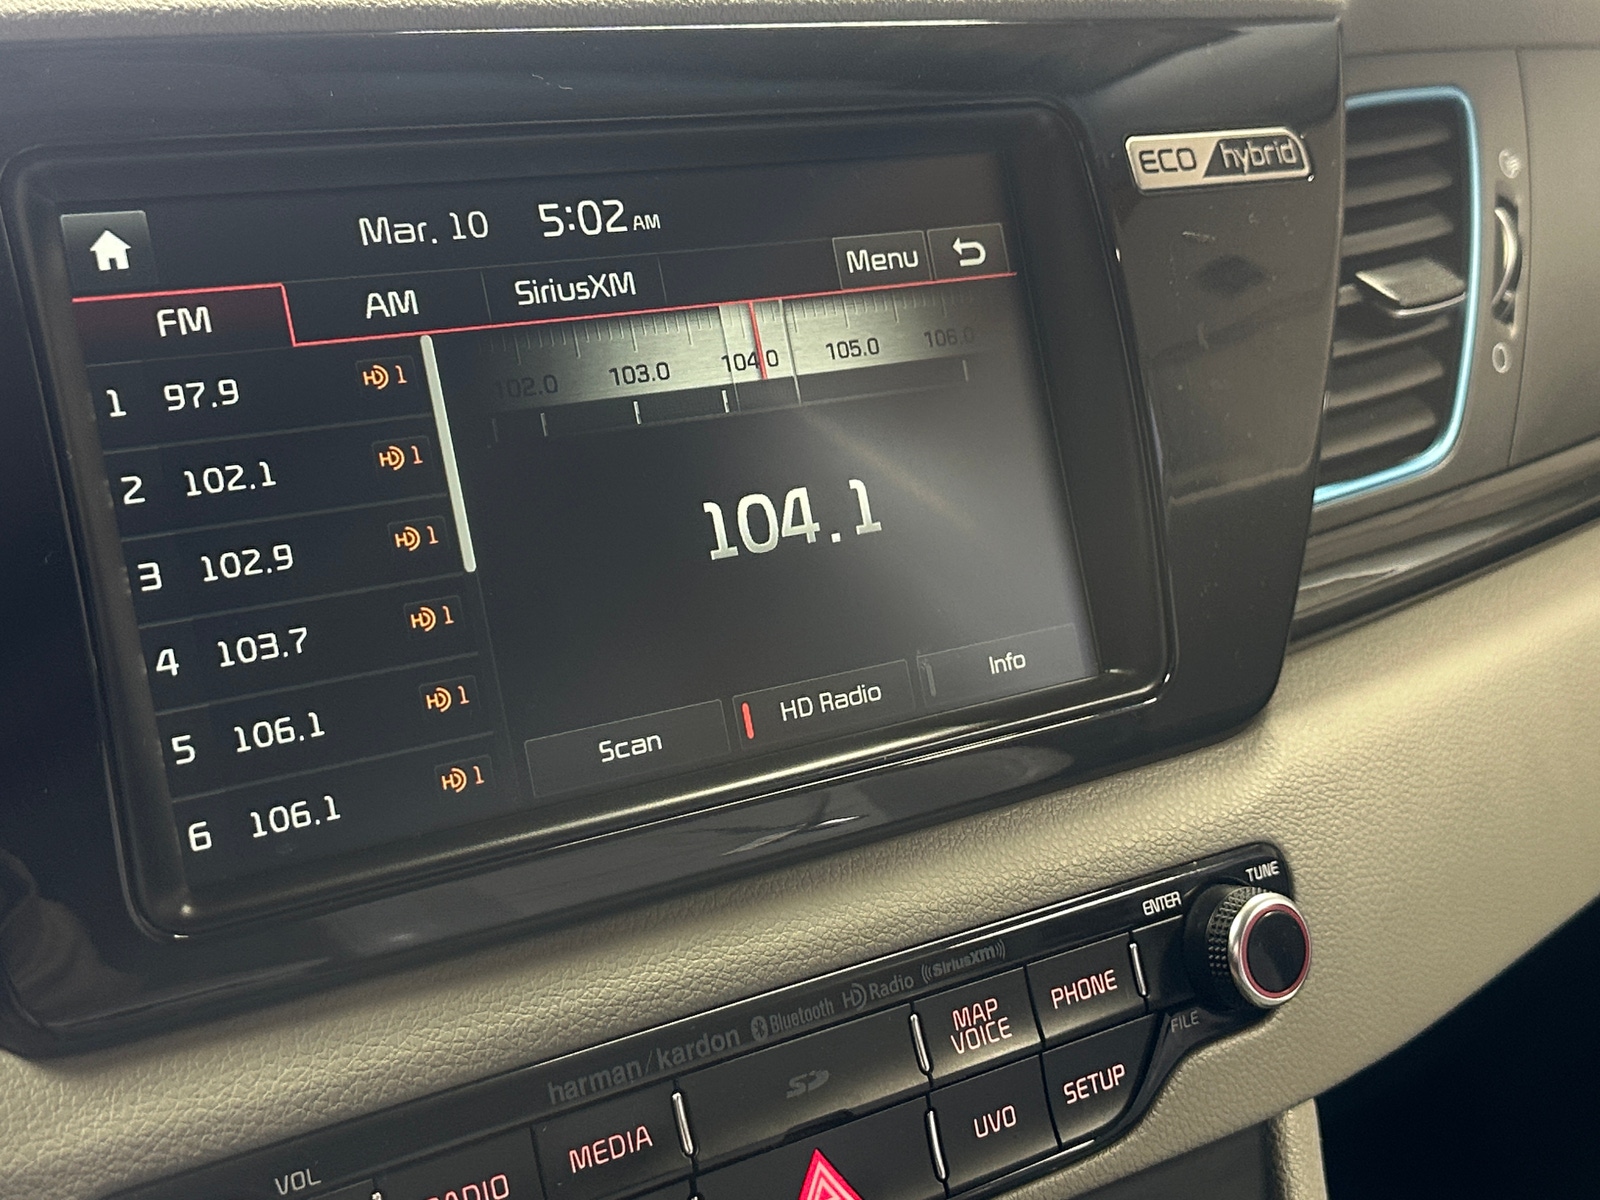 ECO hybrid
Mar. 10 5:02 AM
Menu
FM AM SiriusXM
102.0 103.0 104.0 105.0 106.0
1 97.9 HD 1
2 102.1 HD 1
3 102.9 HD 1
4 103.7 HD 1
5 106.1 HD 1
6 106.1 HD 1
104.1
Scan HD Radio Info
TUNE
ENTER
FILE
harman/kardon Bluetooth HD Radio ((SiriusXM))
VOL
RADIO
MEDIA
SD
MAP
VOICE
PHONE
UVO
SETUP